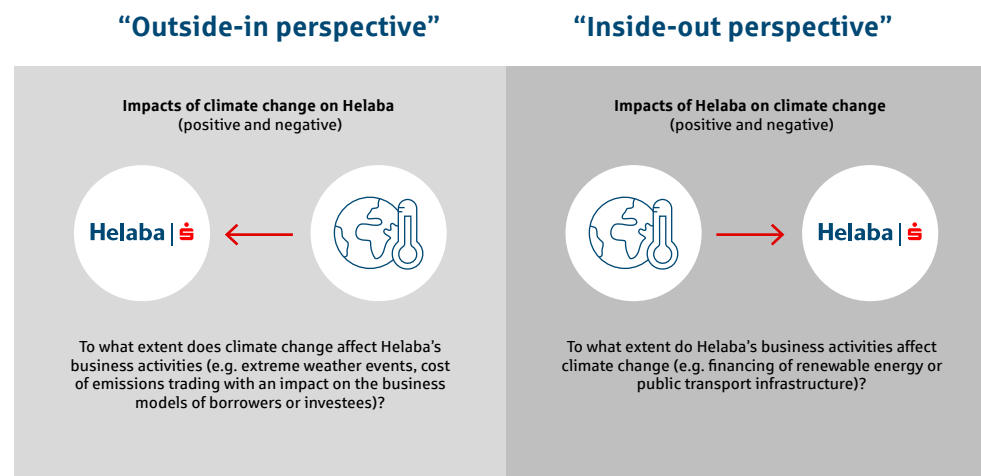 “Outside-in perspective”
“Inside-out perspective”
Impacts of climate change on Helaba
(positive and negative)
Helaba
To what extent does climate change affect Helaba’s
business activities (e.g. extreme weather events, cost
of emissions trading with an impact on the business
models of borrowers or investees)?
Impacts of Helaba on climate change
(positive and negative)
Helaba
To what extent do Helaba’s business activities affect
climate change (e.g. financing of renewable energy or
public transport infrastructure)?